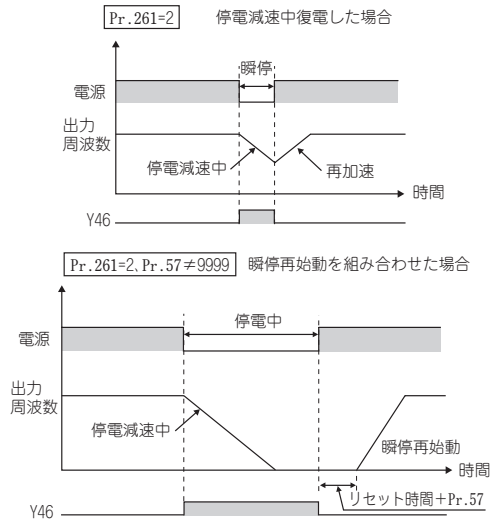 Pr.261=2 停電減速中復電した場合
瞬停
電源
出力
周波数
停電減速中
再加速
時間
Y46
Pr.261=2、Pr.57≠9999 瞬停再始動を組み合わせた場合
停電中
電源
出力
周波数
停電減速中
瞬停再始動
時間
リセット時間+Pr.57
Y46